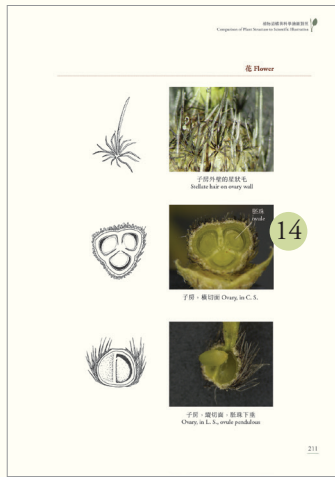 Comparison of Plant Structure to Scientific Illustration
花 Flower
子房外壁的星狀毛
Stellate hair on ovary wall
胚珠
ovule
14
子房,橫切面 Ovary, in C. S.
子房,縱切面,胚珠下垂
Ovary, in L. S., ovule pendulous
211